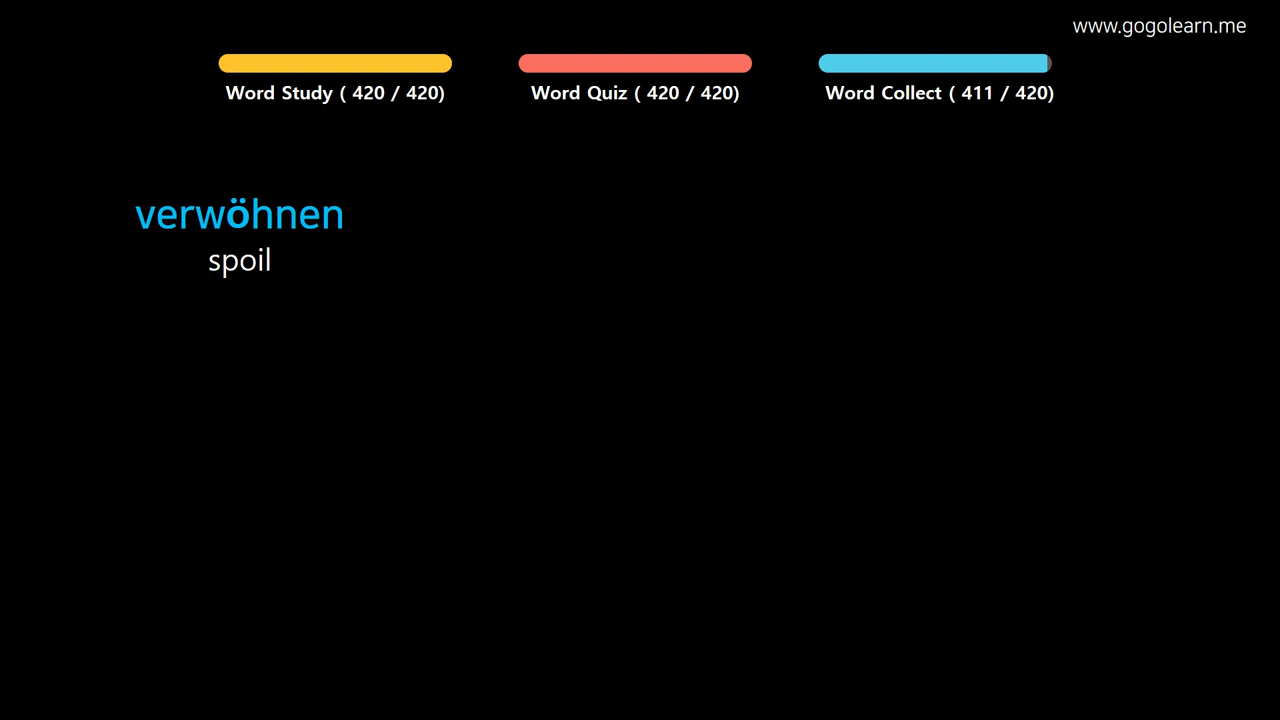 www.gogolearn.me
Word Study ( 420 / 420)
Word Quiz ( 420 / 420)
Word Collect ( 411 / 420)
verwöhnen
spoil